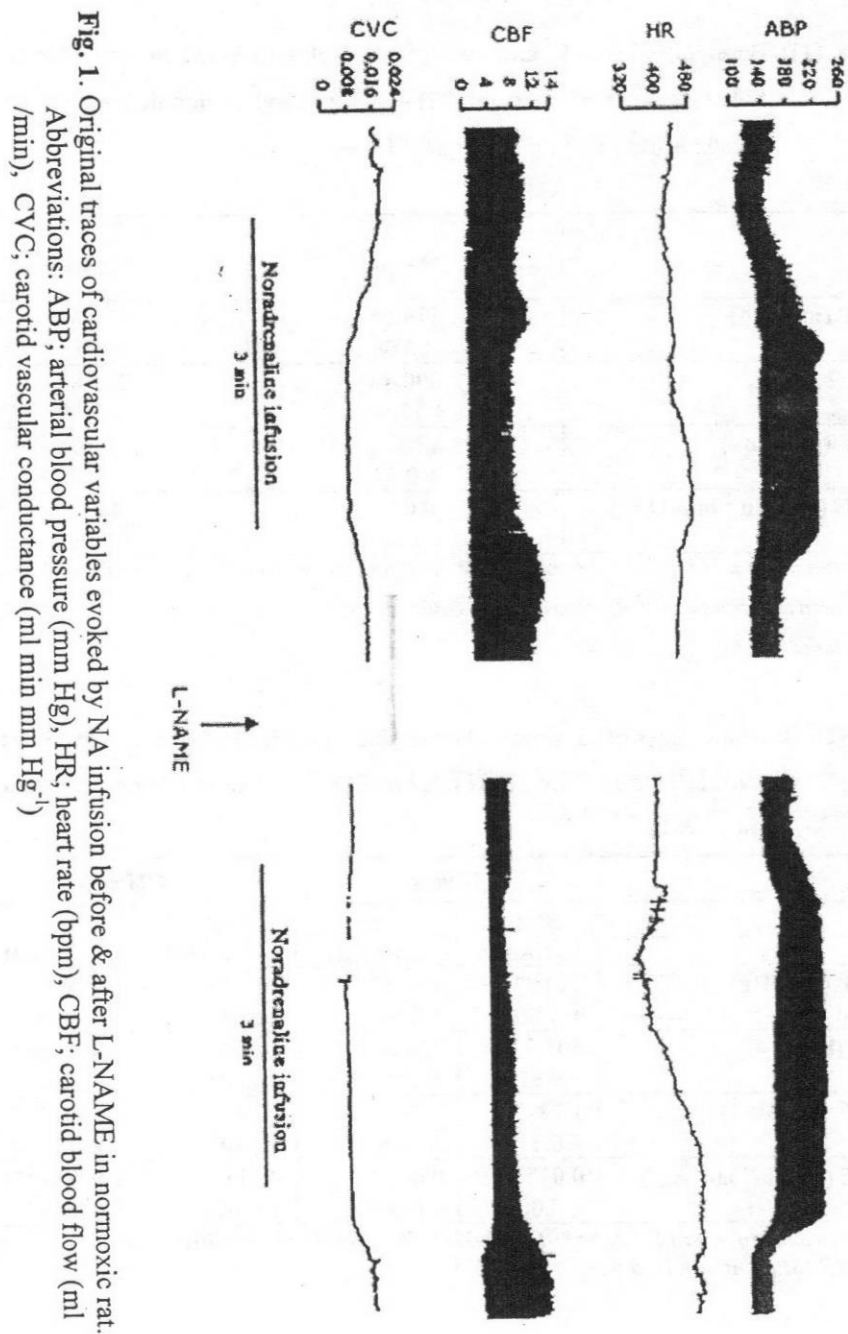 ABP
260
220
180
140
100
HR
480
400
320
CBF
14
12
8
4
0
CVC
0.024
0.016
0.008
0
Noradrenaline infusion
3 min
L-NAME
Noradrenaline infusion
3 min
Fig. 1. Original traces of cardiovascular variables evoked by NA infusion before & after L-NAME in normoxic rat.
Abbreviations: ABP; arterial blood pressure (mm Hg), HR; heart rate (bpm), CBF; carotid blood flow (ml
/min), CVC; carotid vascular conductance (ml min mm Hg⁻¹)